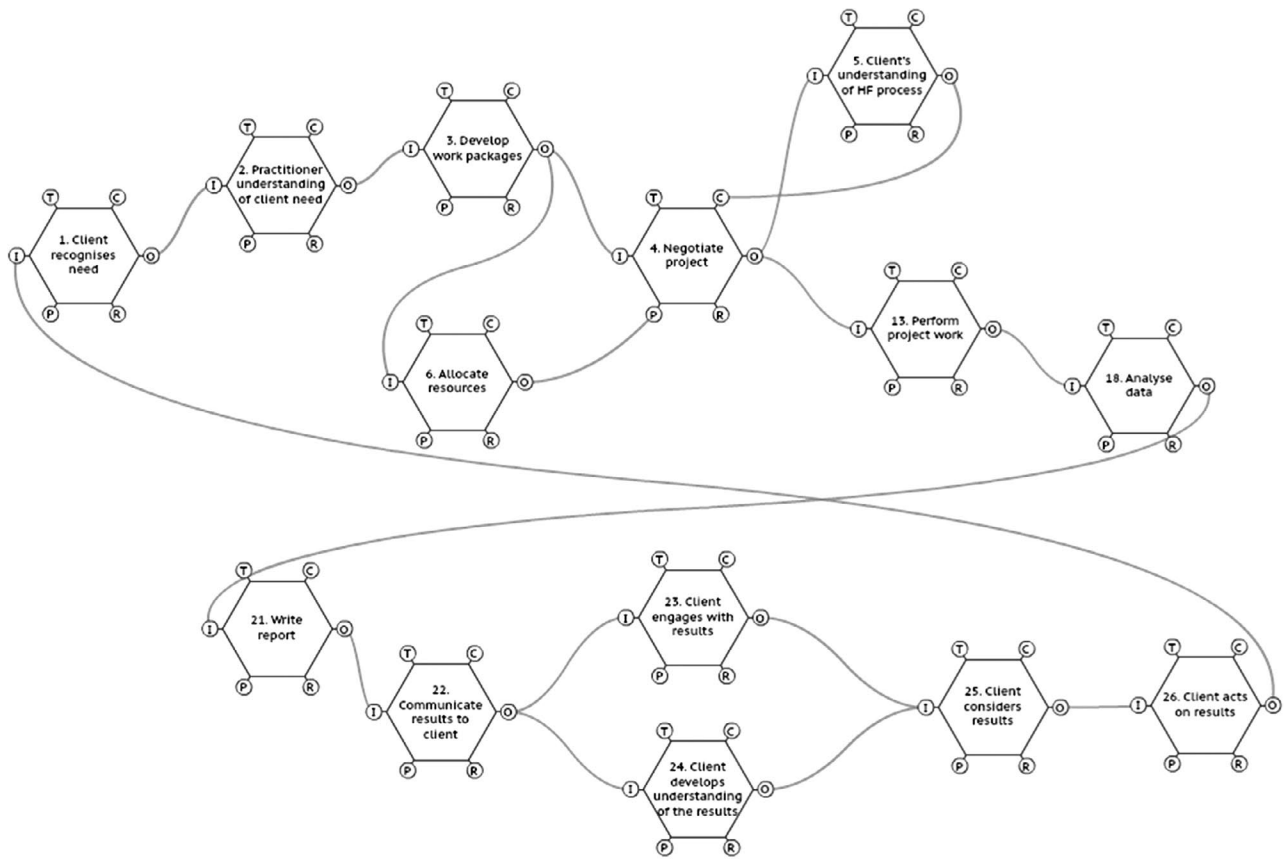 T C
5. Client's
understanding
of HF process
I O
P R
T C
3. Develop
work packages
I O
P R
T C
2. Practitioner
understanding
of client need
I O
P R
T C
1. Client
recognises
need
I O
P R
T C
4. Negotiate
project
I O
P R
T C
6. Allocate
resources
I O
P R
T C
13. Perform
project work
I O
P R
T C
18. Analyse
data
I O
P R
T C
21. Write
report
I O
P R
T C
22.
Communicate
results to
client
I O
P R
T C
23. Client
engages with
results
I O
P R
T C
24. Client
develops
understanding
of the results
I O
P R
T C
25. Client
considers
results
I O
P R
T C
26. Client acts
on results
I O
P R